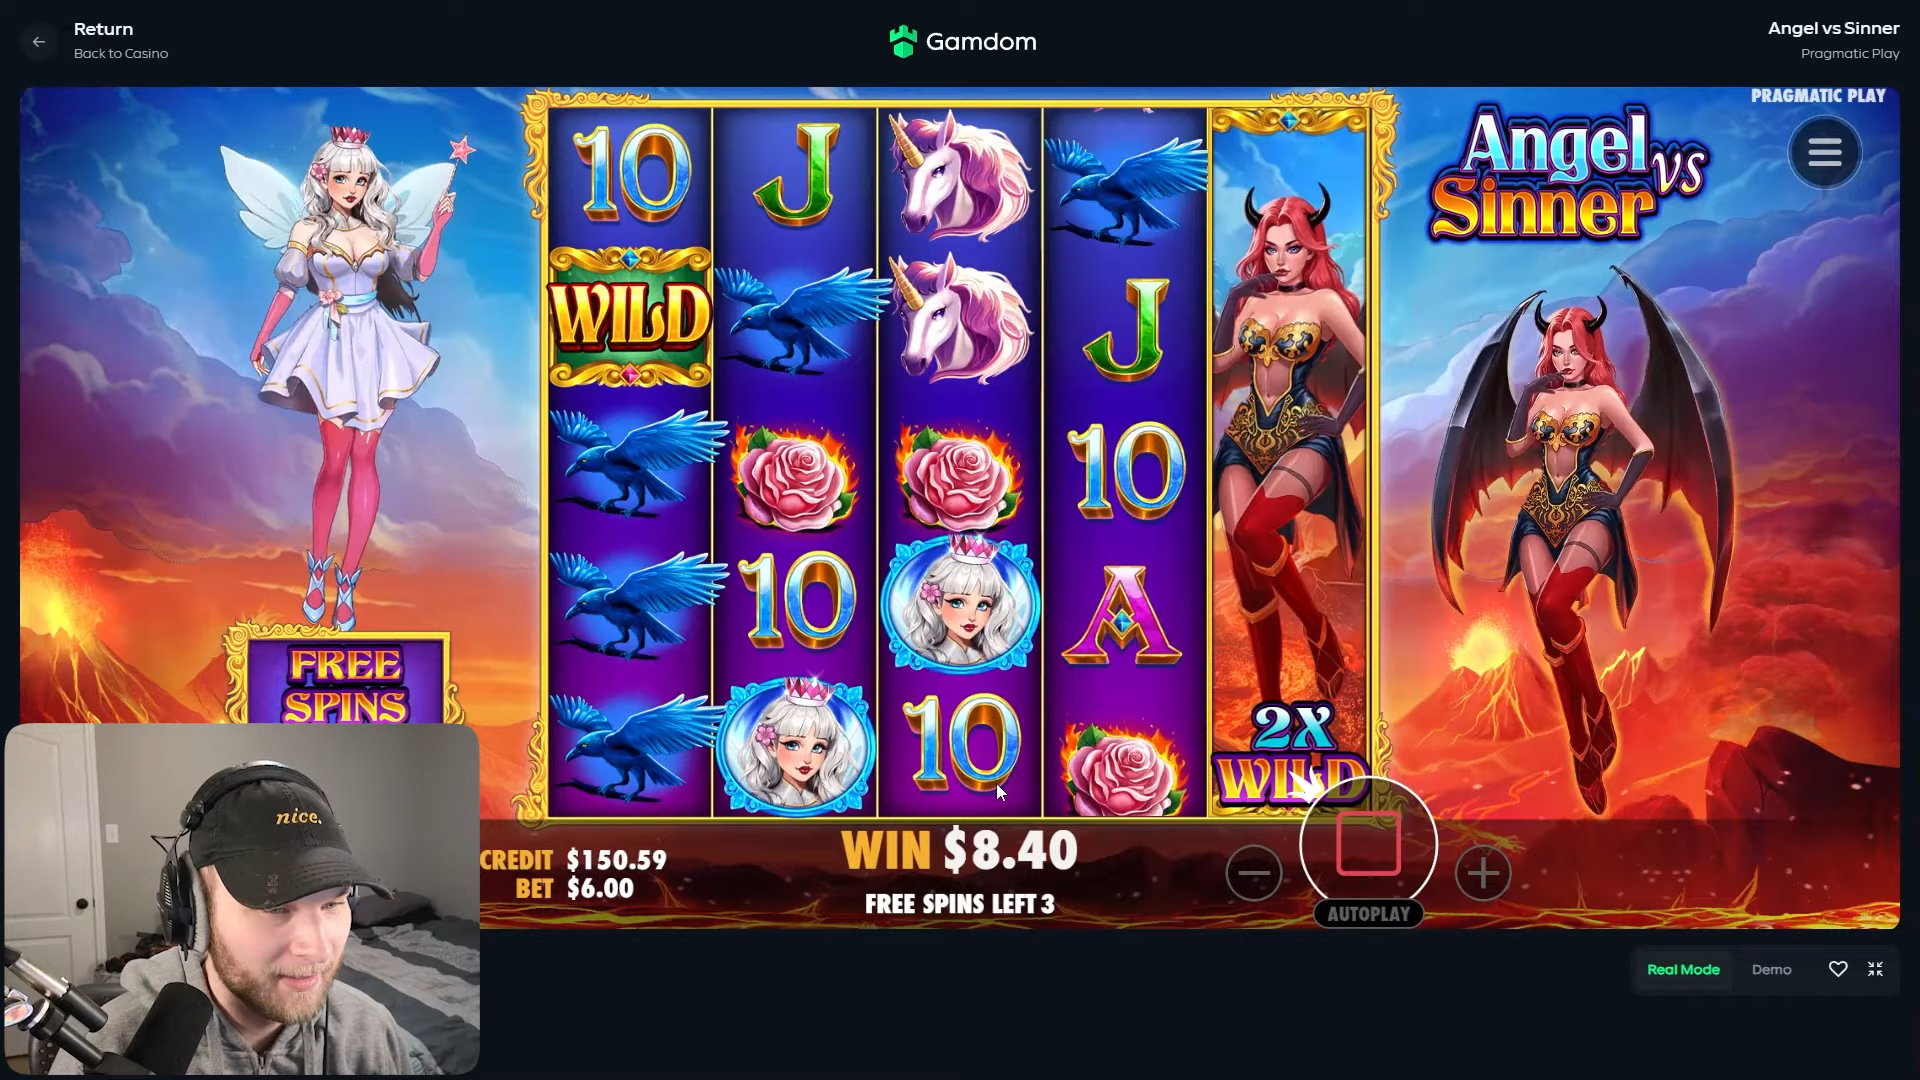 Return
Back to Casino
Gamdom
Angel vs Sinner
Pragmatic Play
PRAGMATIC PLAY
Angel vs
Sinner
10
J
WILD
J
10
10
A
10
2X
WILD
FREE
SPINS
nice.
CREDIT $150.59
BET $6.00
WIN $8.40
FREE SPINS LEFT 3
AUTOPLAY
Real Mode
Demo